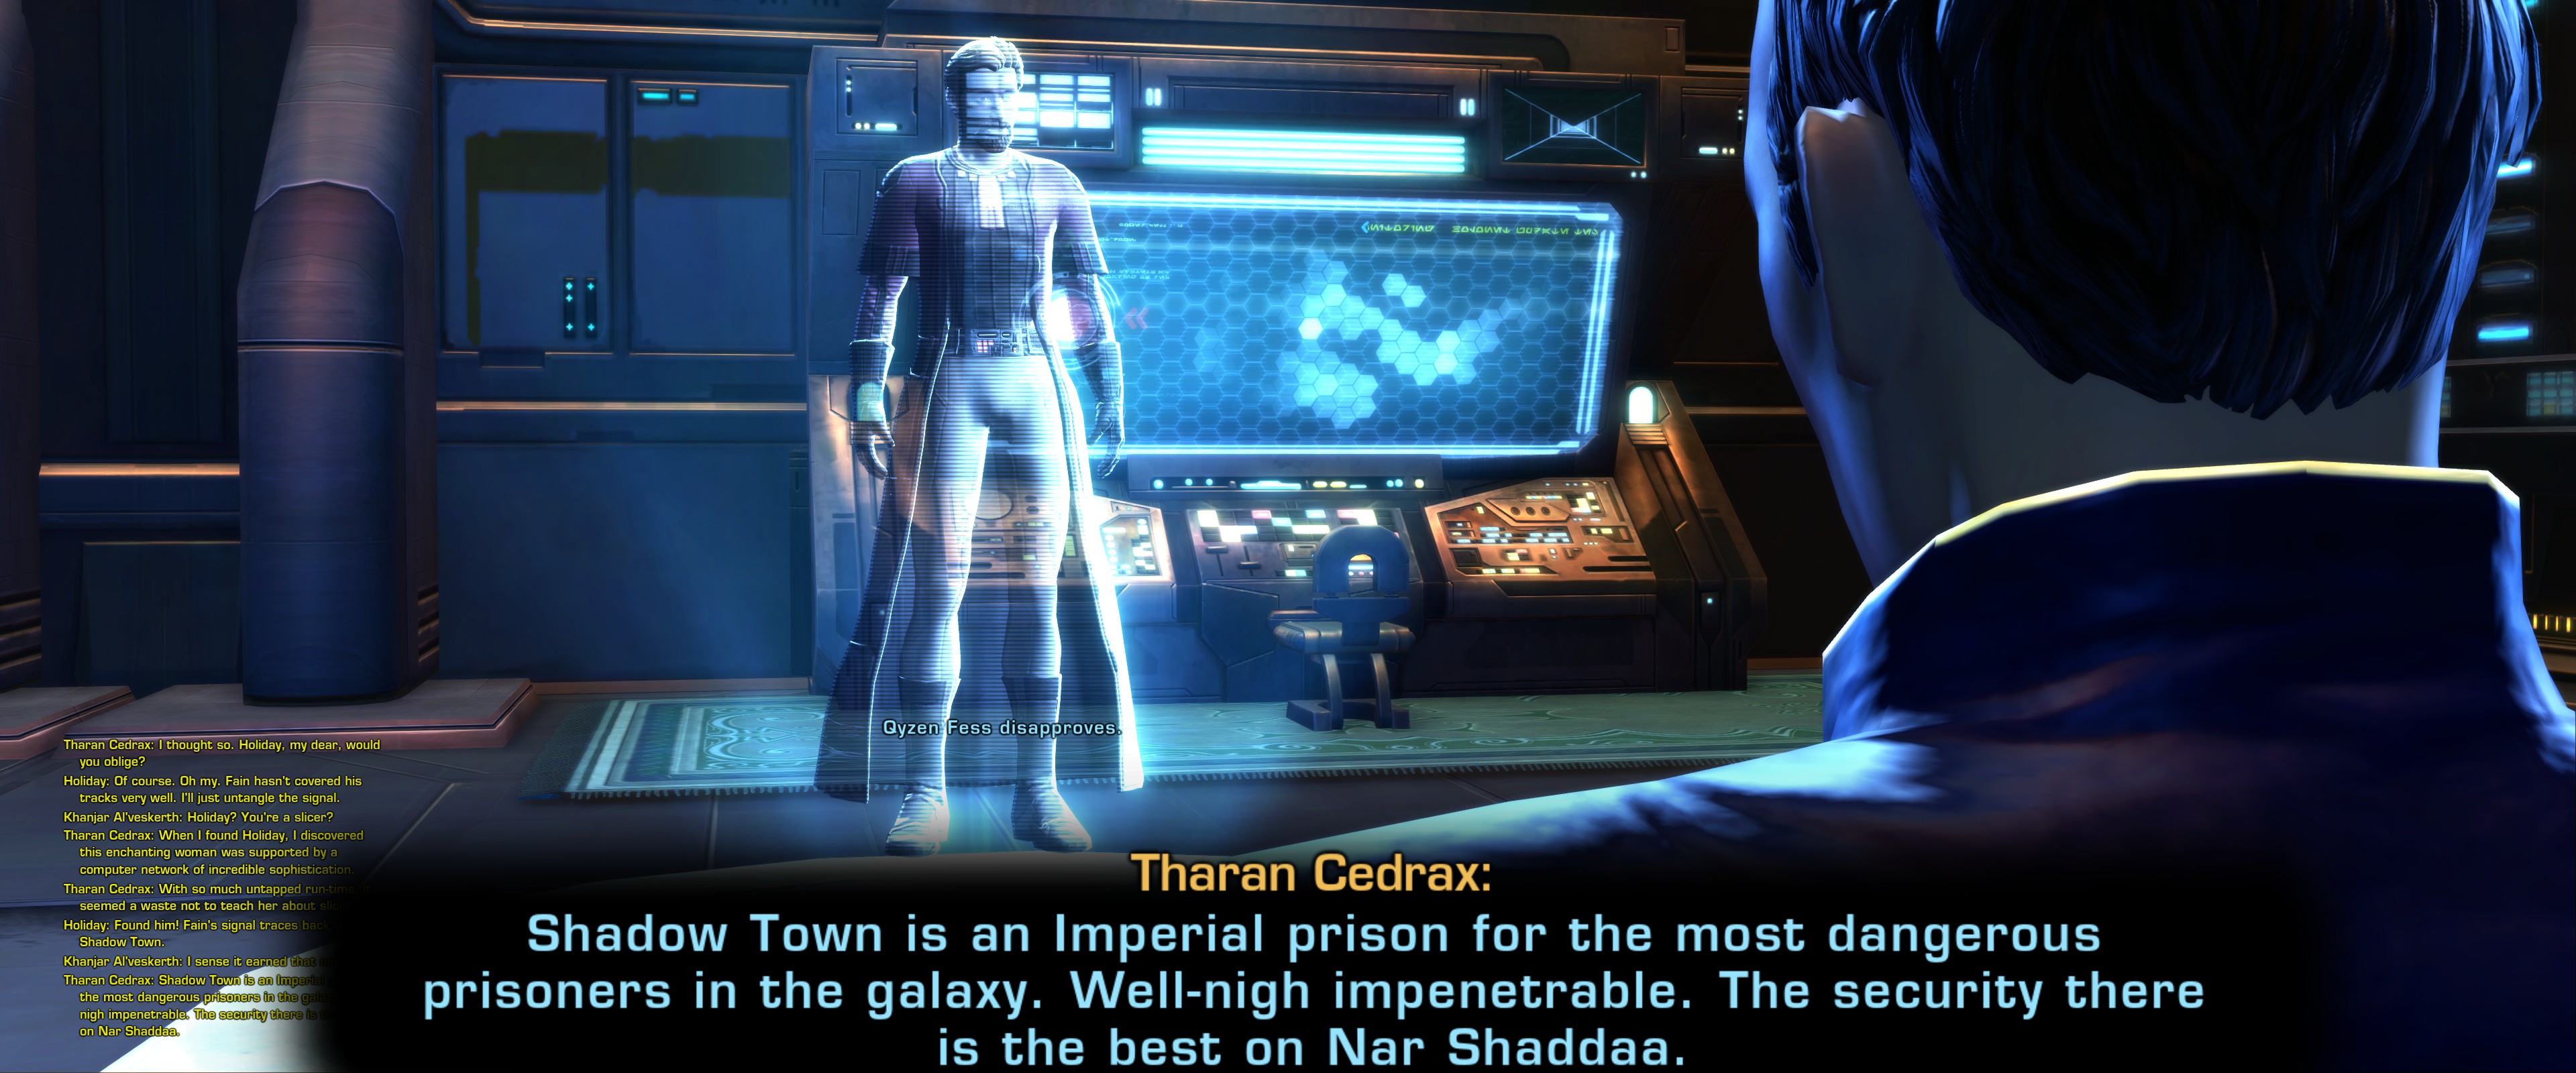 Qyzen Fess disapproves.
Tharan Cedrax: I thought so. Holiday, my dear, would
you oblige?
Holiday: Of course. Oh my. Fain hasn't covered his
tracks very well. I'll just untangle the signal.
Khanjar Al'veskerth: Holiday? You're a slicer?
Tharan Cedrax: When I found Holiday, I discovered
this enchanting woman was supported by a
computer network of incredible sophistication.
Tharan Cedrax: With so much untapped run-time,
seemed a waste not to teach her about
Holiday: Found him! Fain's signal traces back
Shadow Town.
Khanjar Al'veskerth: I sense it earned that
Tharan Cedrax: Shadow Town is an Imperial
the most dangerous prisoners in the
nigh impenetrable. The security there is
on Nar Shaddaa.
Tharan Cedrax:
Shadow Town is an Imperial prison for the most dangerous
prisoners in the galaxy. Well-nigh impenetrable. The security there
is the best on Nar Shaddaa.